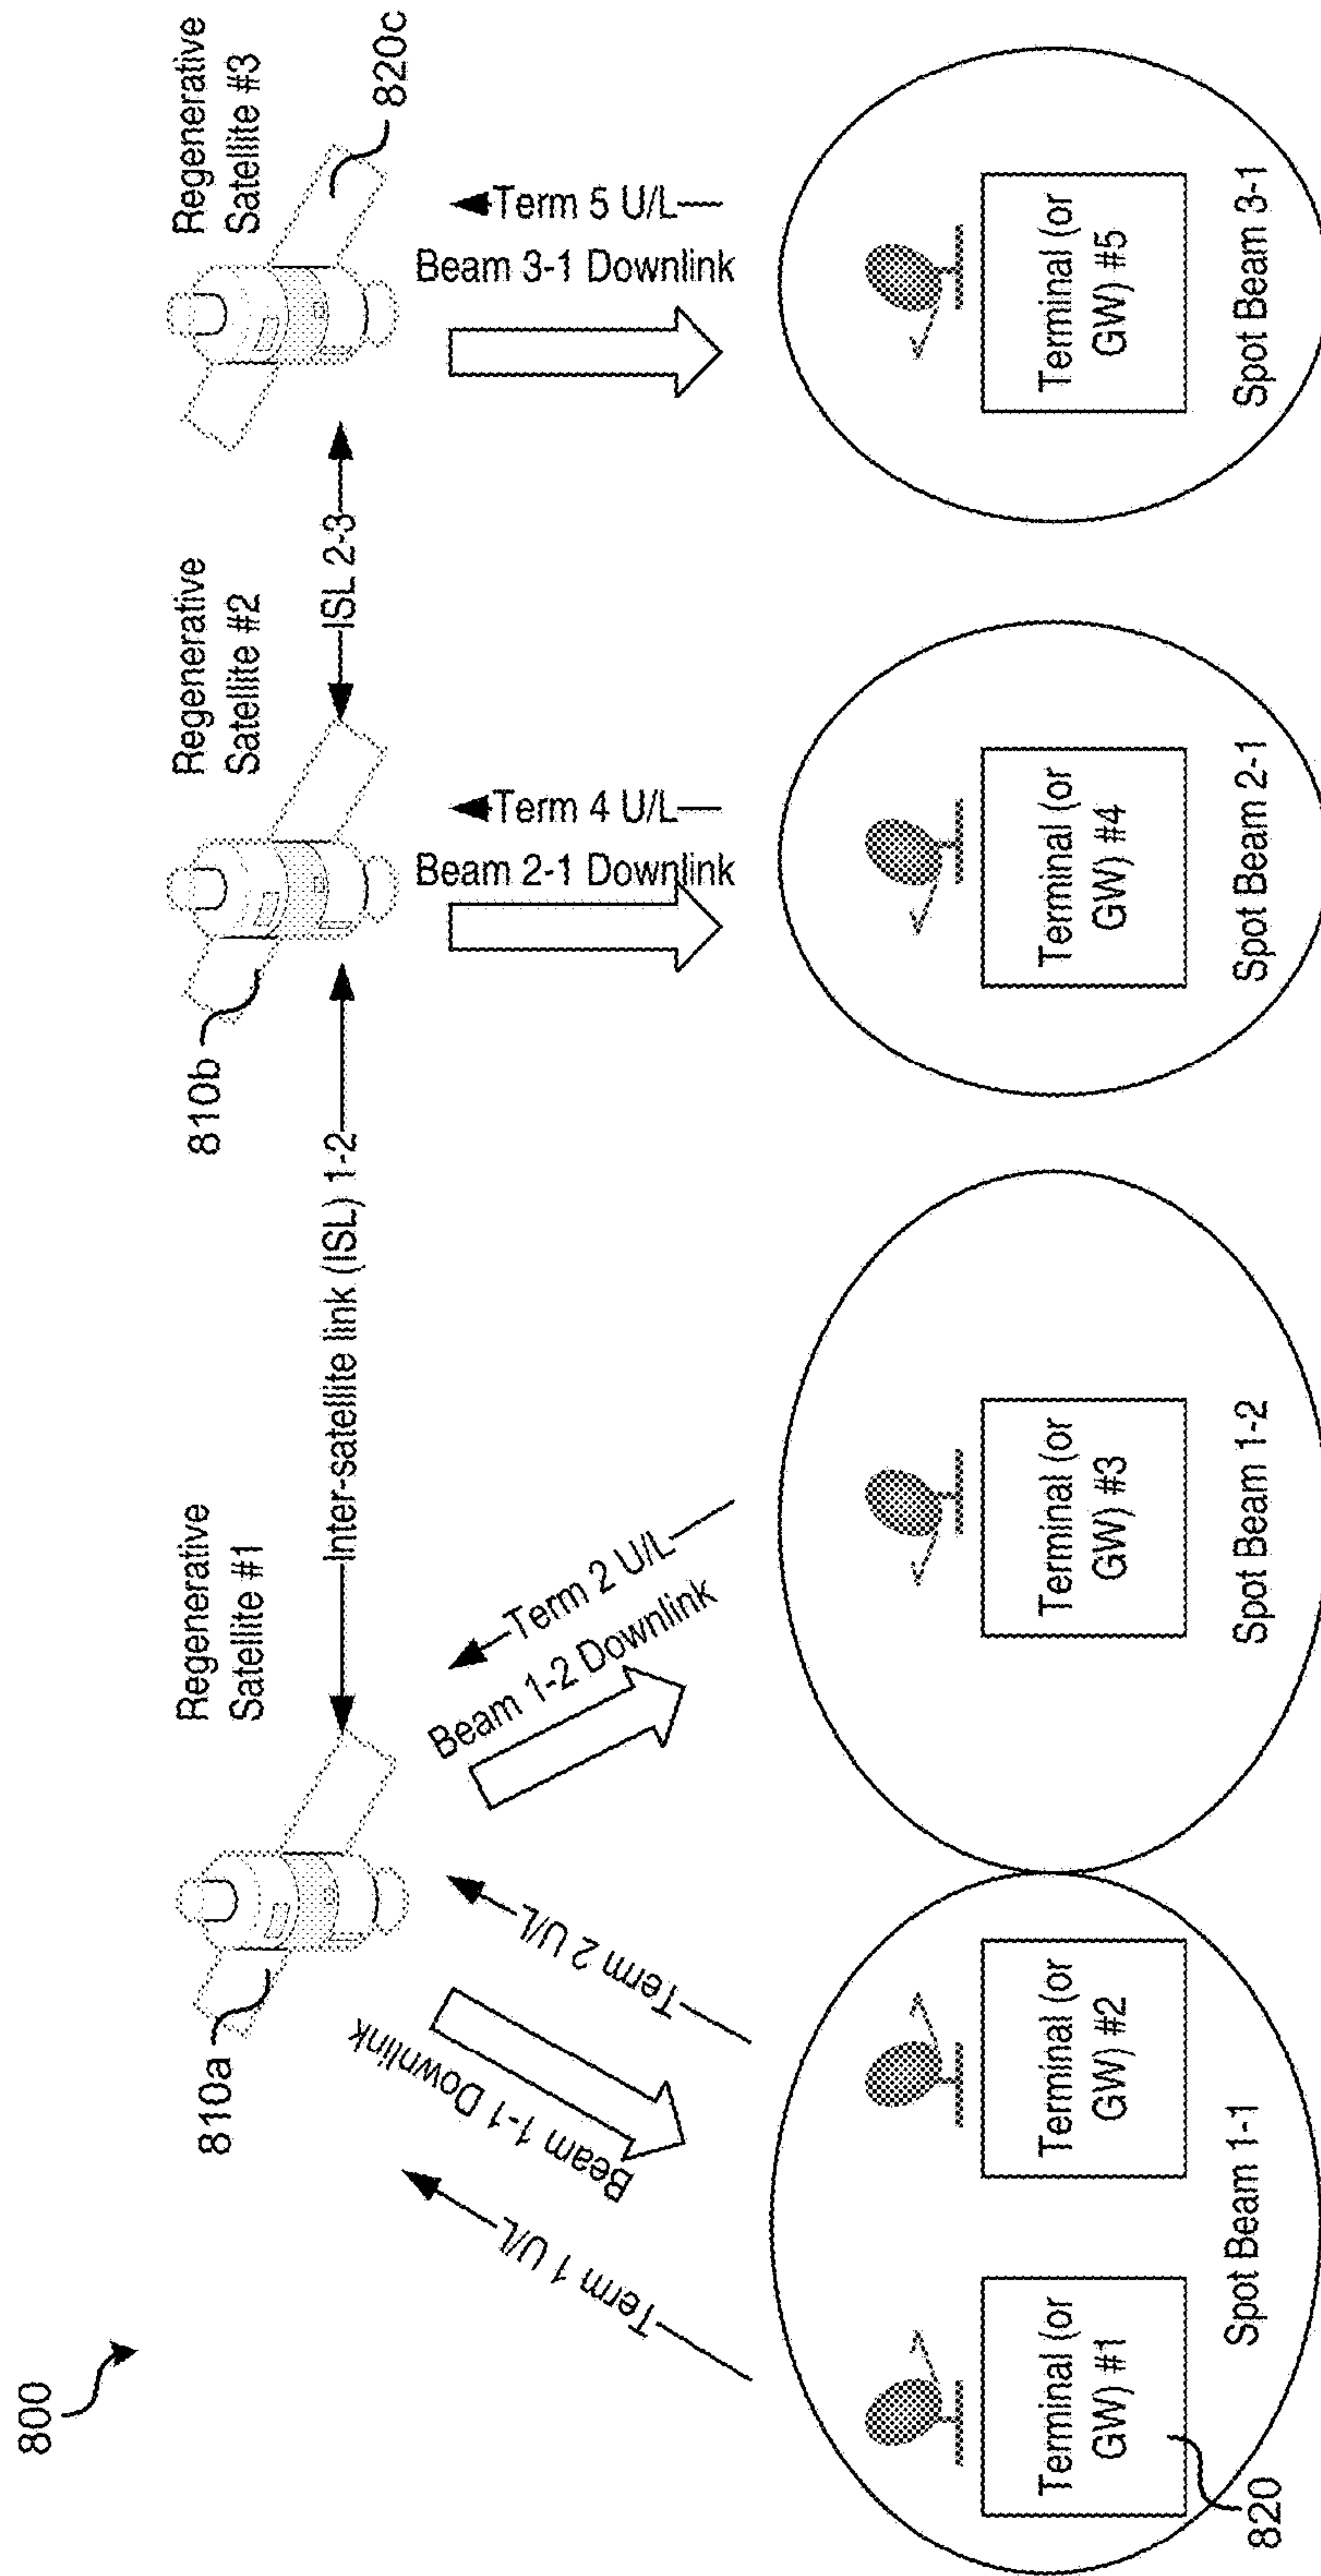 800
Regenerative
Satellite #1
Regenerative
Satellite #2
Regenerative
Satellite #3
810a
810b
820c
Inter-satellite link (ISL) 1-2
ISL 2-3
Term 1 U/L
Beam 1-1 Downlink
Term 2 U/L
Beam 1-2 Downlink
Term 2 U/L
Term 4 U/L
Beam 2-1 Downlink
Term 5 U/L
Beam 3-1 Downlink
Terminal (or
GW) #1
Terminal (or
GW) #2
Terminal (or
GW) #3
Terminal (or
GW) #4
Terminal (or
GW) #5
Spot Beam 1-1
Spot Beam 1-2
Spot Beam 2-1
Spot Beam 3-1
820